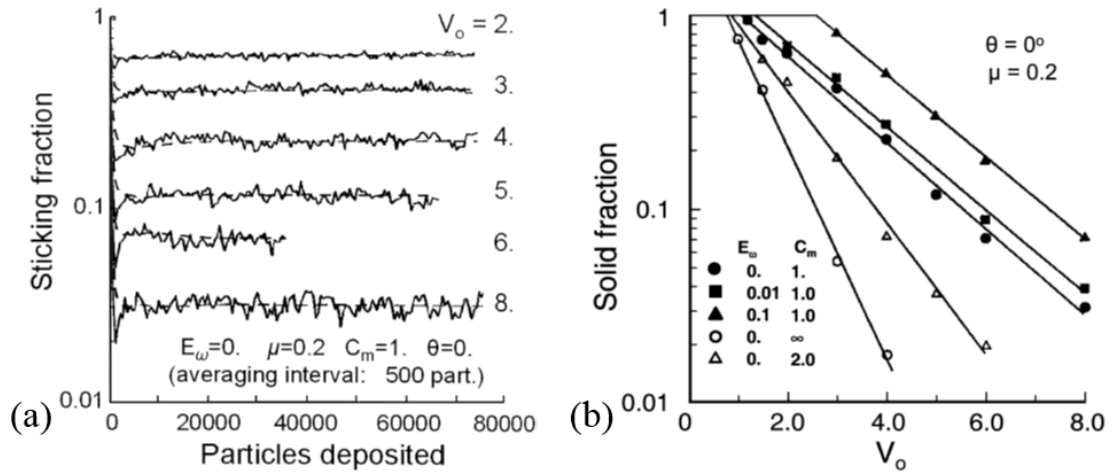 (a)
Sticking fraction
1
0.1
0.01
V₀ = 2.
3.
4.
5.
6.
8.
E_ω=0. μ=0.2 C_m=1. θ=0.
(averaging interval: 500 part.)
0 20000 40000 60000 80000
Particles deposited
(b)
Solid fraction
1
0.1
0.01
θ = 0°
μ = 0.2
E_ω C_m
0. 1.
0.01 1.0
0.1 1.0
0. ∞
0. 2.0
0 2.0 4.0 6.0 8.0
V₀